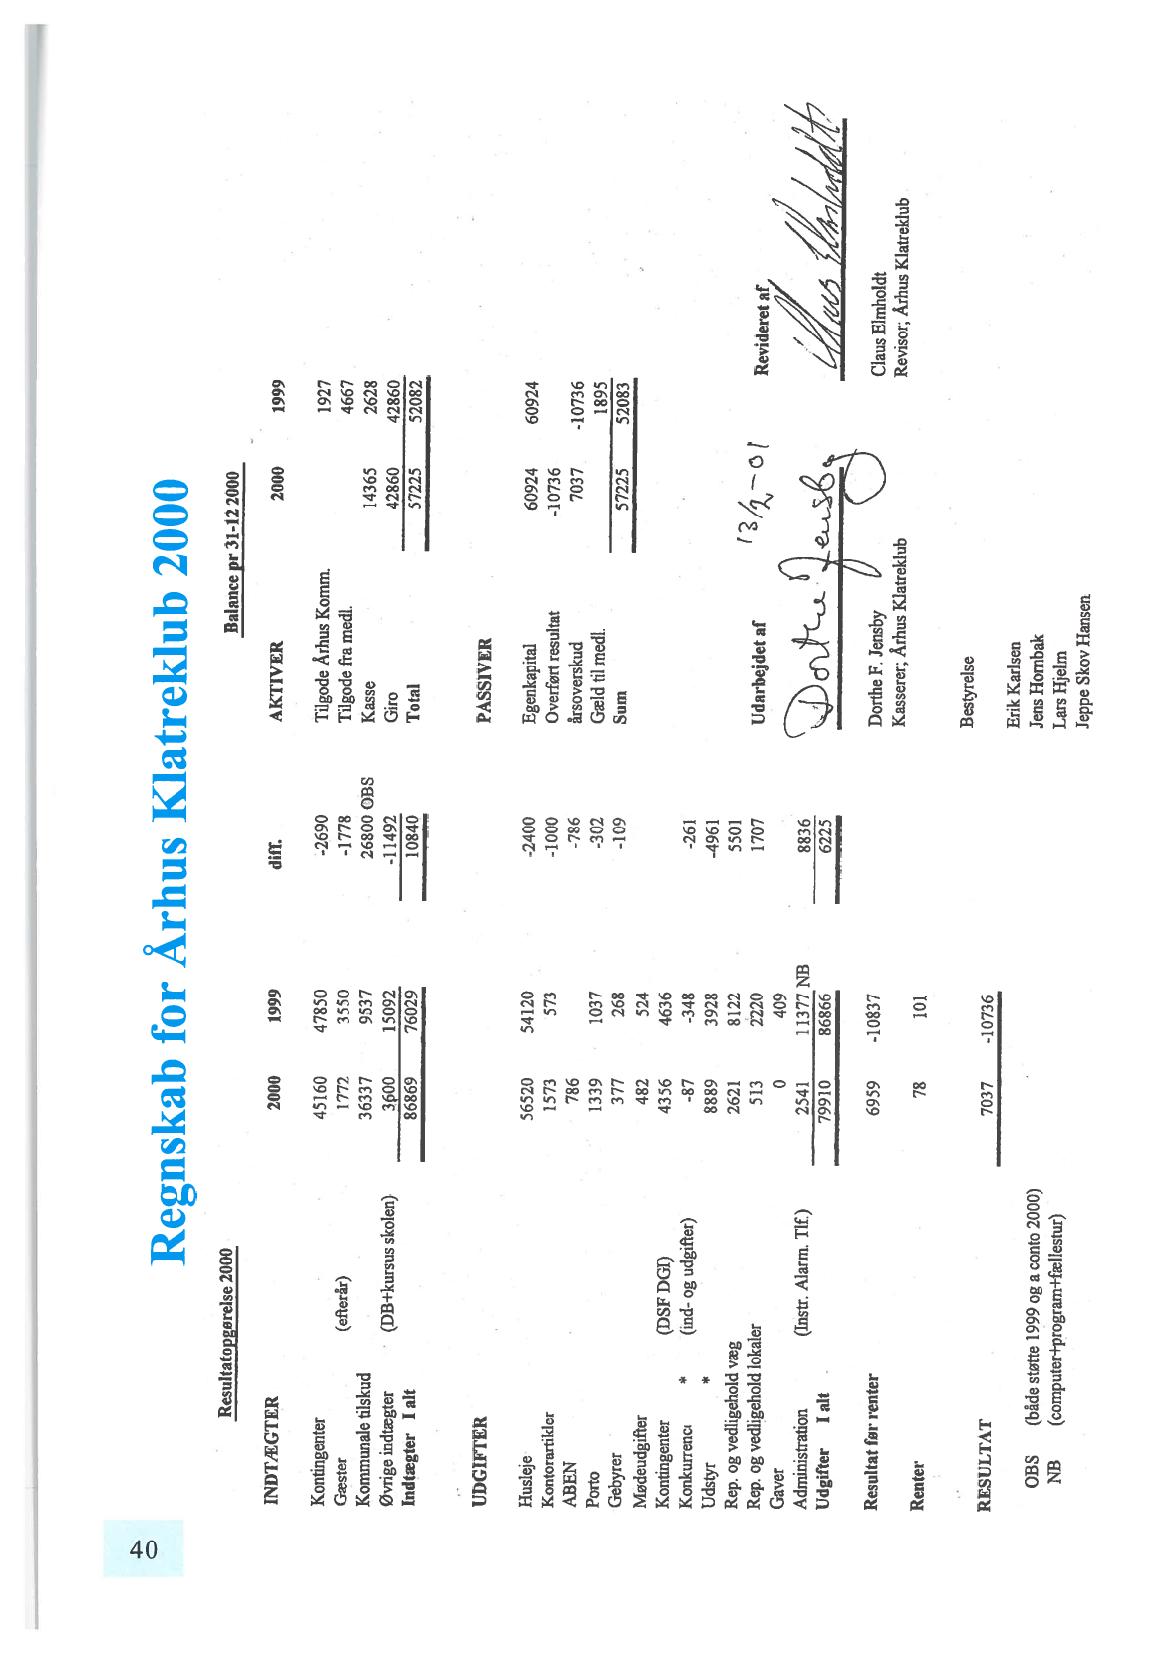 Regnskab for Århus Klatreklub 2000
Resultatopgørelse 2000
INDTÆGTER 2000 1999 diff.
Kontingenter 45160 47850 -2690
Gæster (efterår) 1772 3550 -1778
Kommunale tilskud 36337 9537 26800 OBS
Øvrige indtægter (DB+kursus skolen) 3600 15092 -11492
Indtægter I alt 86869 76029 10840
UDGIFTER
Husleje 56520 54120 -2400
Kontorartikler 1573 573 -1000
ABEN 786 -786
Porto 1339 1037 -302
Gebyrer 377 268 -109
Mødeudgifter 482 524
Kontingenter (DSF DGI) 4356 4636
Konkurrenc * (ind- og udgifter) -87 -348 -261
Udstyr * 8889 3928 -4961
Rep. og vedligehold væg 2621 8122 5501
Rep. og vedligehold lokaler 513 2220 1707
Gaver 0 409
Administration (Instr. Alarm. Tlf.) 2541 11377 NB 8836
Udgifter I alt 79910 86866 6225
Resultat før renter 6959 -10837
Renter 78 101
RESULTAT 7037 -10736
OBS (både støtte 1999 og a conto 2000)
NB (computer+program+fællestur)
Balance pr 31-12 2000
AKTIVER 2000 1999
Tilgode Århus Komm. 1927
Tilgode fra medl. 4667
Kasse 14365 2628
Giro 42860 42860
Total 57225 52082
PASSIVER
Egenkapital 60924 60924
Overført resultat -10736
årsoverskud 7037 -10736
Gæld til medl. 1895
Sum 57225 52083
13/2-01
Udarbejdet af Revideret af
Dorthe Jensby Claus Elmholdt
Dorthe F. Jensby Claus Elmholdt
Kasserer; Århus Klatreklub Revisor; Århus Klatreklub
Bestyrelse
Erik Karlsen
Jens Hornbak
Lars Hjelm
Jeppe Skov Hansen
40